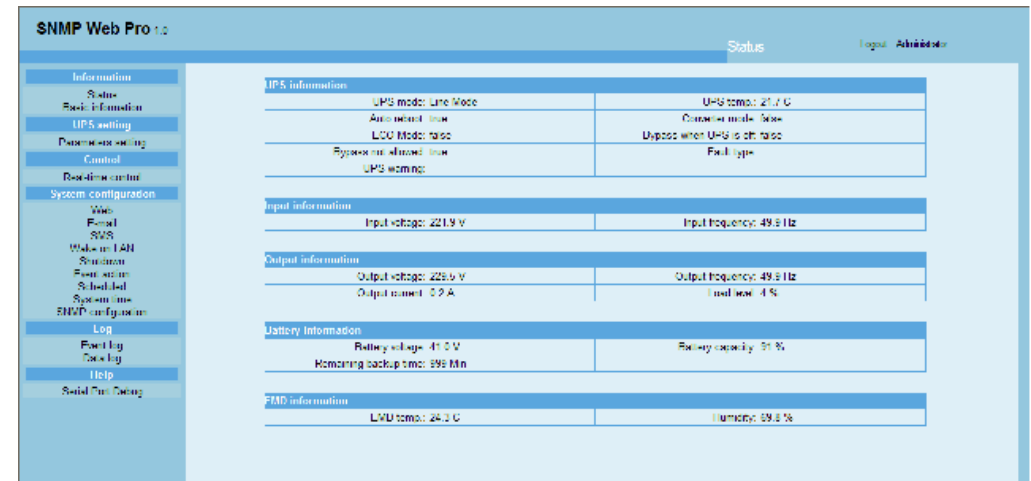 SNMP Web Pro 1.0
Status
Logout Administrator
Information
Status
Basic information
UPS setting
Parameters setting
Control
Real-time control
System configuration
Web
E-mail
SMS
Wake on LAN
Shutdown
Event action
Scheduled
System time
SNMP configuration
Log
Event log
Data log
Help
Serial Port Debug
UPS information
UPS mode: Line Mode UPS temp.: 21.7 C
Auto reboot: true Converter mode: false
ECO Mode: false Bypass when UPS is off: false
Bypass not allowed: true Fault type:
UPS warning:
Input information
Input voltage: 221.9 V Input frequency: 49.9 Hz
Output information
Output voltage: 229.5 V Output frequency: 49.9 Hz
Output current: 0.2 A Load level: 4 %
Battery information
Battery voltage: 41.0 V Battery capacity: 91 %
Remaining backup time: 999 Min
EMD information
EMD temp.: 24.3 C Humidity: 69.8 %